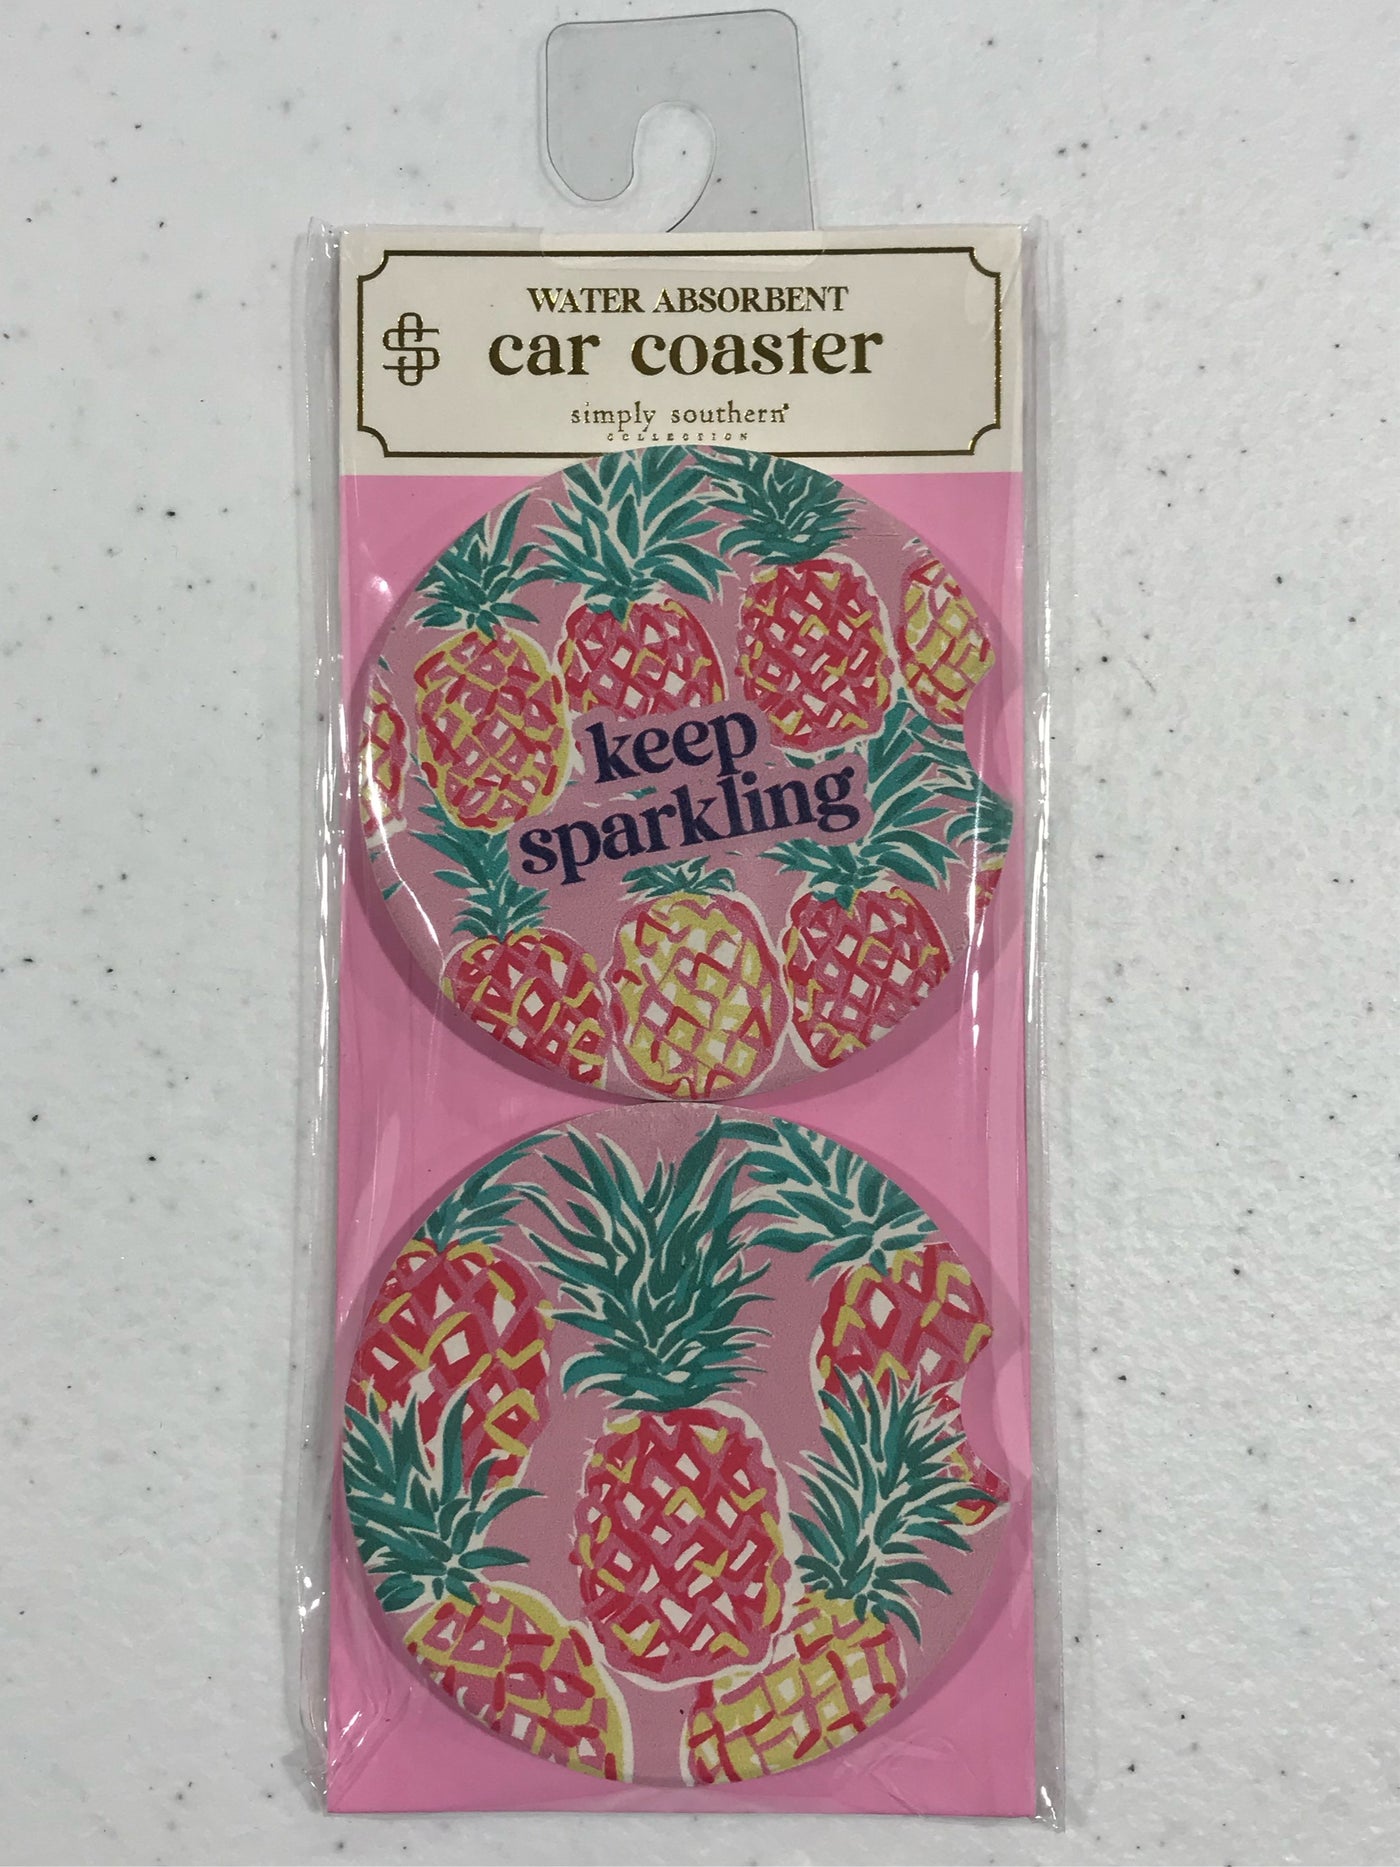 WATER ABSORBENT
car coaster
simply southern
COLLECTION
keep
sparkling